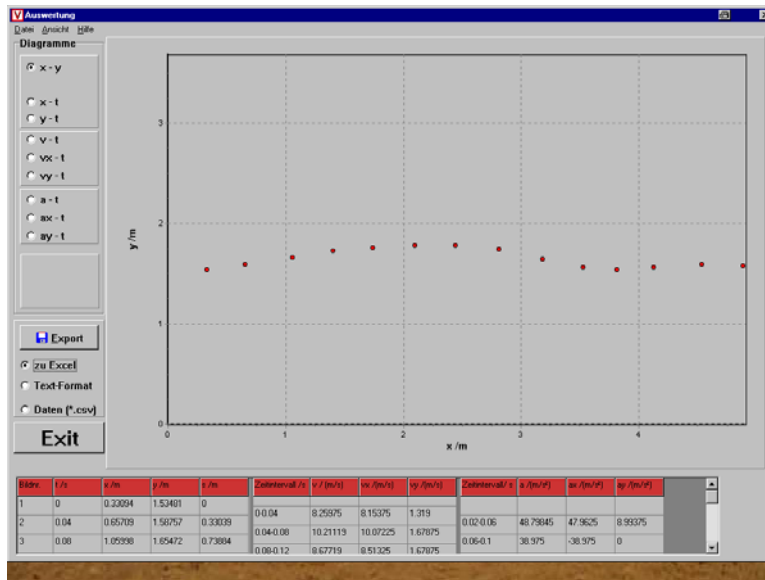 Auswertung
Datei Ansicht Hilfe
Diagramme
x - y
x - t
y - t
v - t
vx - t
vy - t
a - t
ax - t
ay - t
Export
zu Excel
Text-Format
Daten (*.csv)
Exit
y /m
3
2
1
0
0 1 2 3 4
x /m
Bildnr. t /s x /m y /m s /m Zeitintervall /s v / (m/s) vx /(m/s) vy /(m/s) Zeitintervall/ s a /(m/s²) ax /(m/s²) ay /(m/s²)
1 0 0.33094 1.53481 0
0-0.04 8.25975 8.15375 1.319
2 0.04 0.65709 1.58757 0.33039
0.02-0.06 48.79845 47.9625 8.99375
0.04-0.08 10.21119 10.07225 1.67875
3 0.08 1.05998 1.65472 0.73884
0.06-0.1 38.975 -38.975 0
0.08-0.12 8.67719 8.51325 1.67875